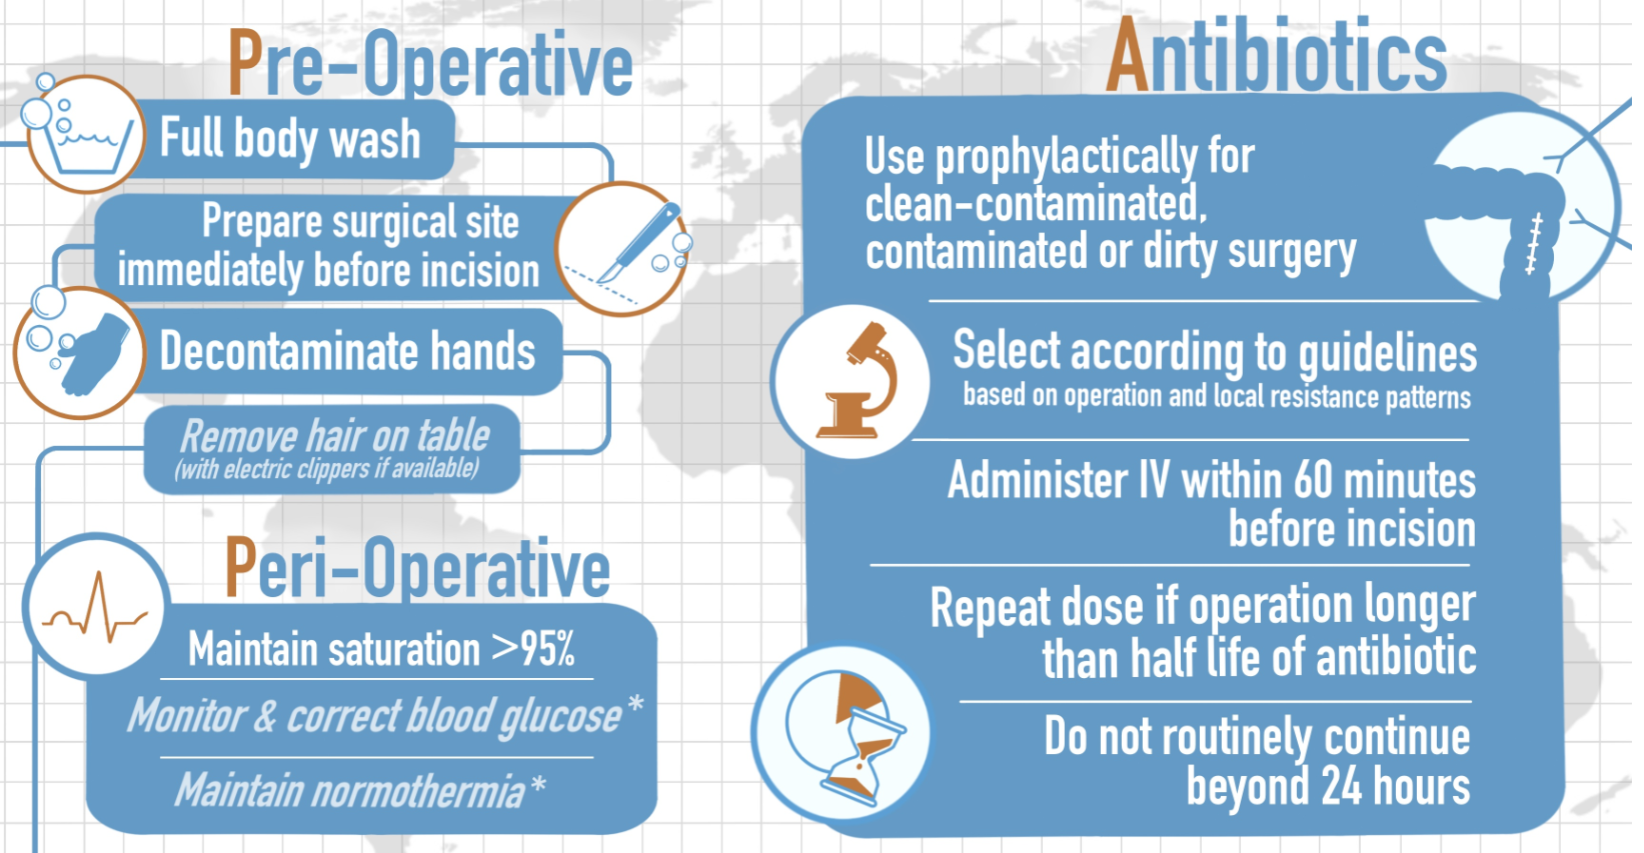 Pre-Operative
Full body wash
Prepare surgical site
immediately before incision
Decontaminate hands
Remove hair on table
(with electric clippers if available)
Peri-Operative
Maintain saturation >95%
Monitor & correct blood glucose*
Maintain normothermia*
Antibiotics
Use prophylactically for
clean-contaminated,
contaminated or dirty surgery
Select according to guidelines
based on operation and local resistance patterns
Administer IV within 60 minutes
before incision
Repeat dose if operation longer
than half life of antibiotic
Do not routinely continue
beyond 24 hours